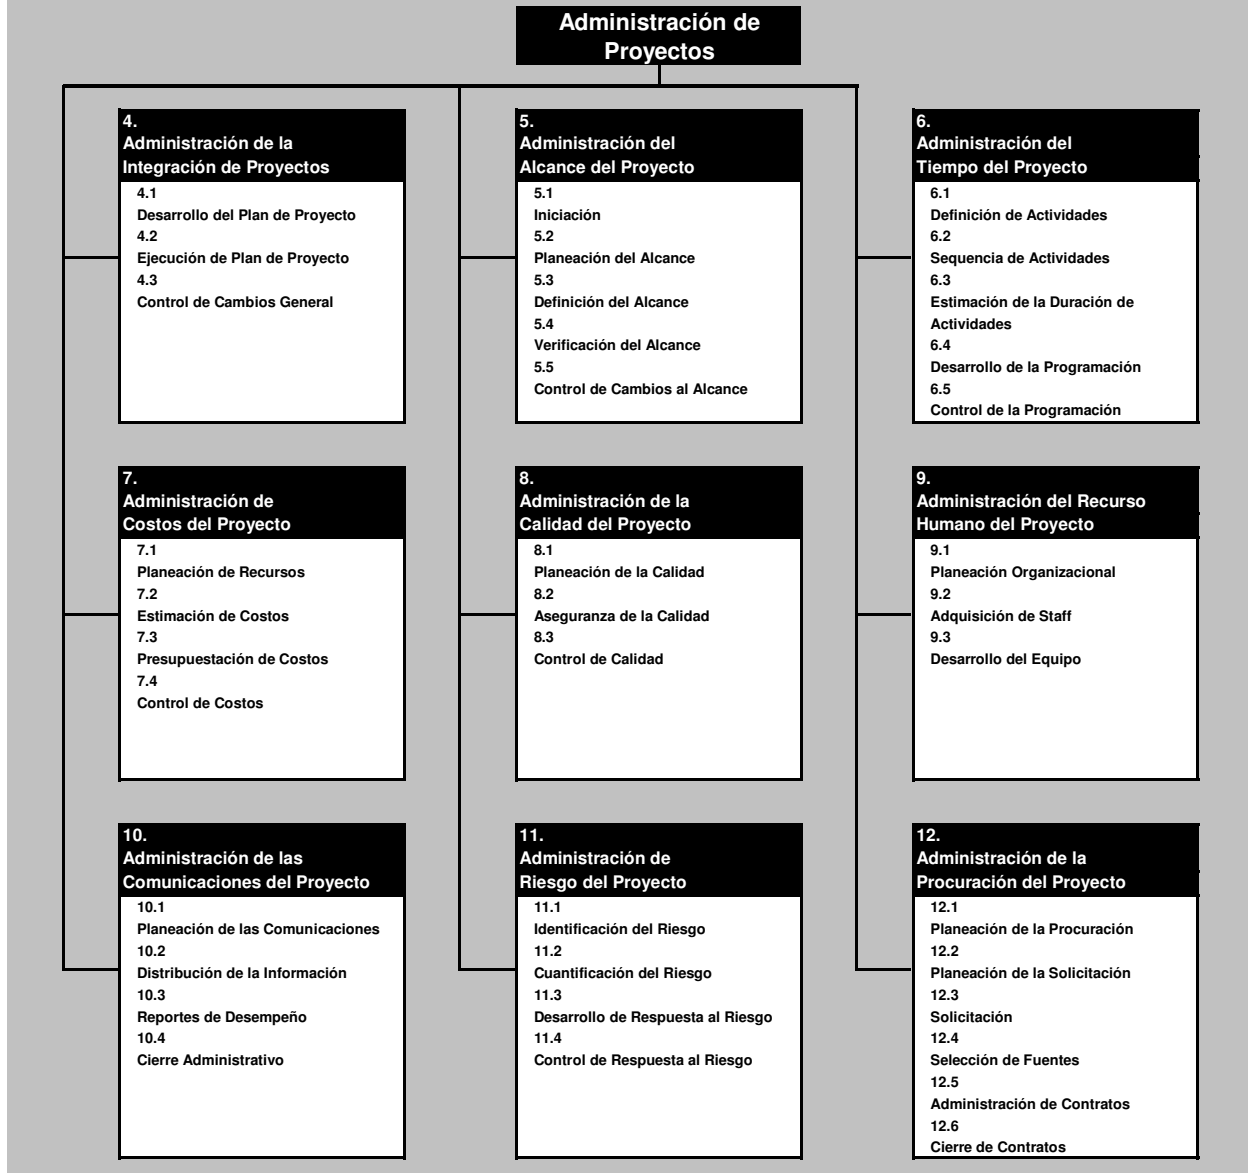 Administración de
Proyectos
4.
Administración de la
Integración de Proyectos
4.1
Desarrollo del Plan de Proyecto
4.2
Ejecución de Plan de Proyecto
4.3
Control de Cambios General
5.
Administración del
Alcance del Proyecto
5.1
Iniciación
5.2
Planeación del Alcance
5.3
Definición del Alcance
5.4
Verificación del Alcance
5.5
Control de Cambios al Alcance
6.
Administración del
Tiempo del Proyecto
6.1
Definición de Actividades
6.2
Sequencia de Actividades
6.3
Estimación de la Duración de
Actividades
6.4
Desarrollo de la Programación
6.5
Control de la Programación
7.
Administración de
Costos del Proyecto
7.1
Planeación de Recursos
7.2
Estimación de Costos
7.3
Presupuestación de Costos
7.4
Control de Costos
8.
Administración de la
Calidad del Proyecto
8.1
Planeación de la Calidad
8.2
Aseguranza de la Calidad
8.3
Control de Calidad
9.
Administración del Recurso
Humano del Proyecto
9.1
Planeación Organizacional
9.2
Adquisición de Staff
9.3
Desarrollo del Equipo
10.
Administración de las
Comunicaciones del Proyecto
10.1
Planeación de las Comunicaciones
10.2
Distribución de la Información
10.3
Reportes de Desempeño
10.4
Cierre Administrativo
11.
Administración de
Riesgo del Proyecto
11.1
Identificación del Riesgo
11.2
Cuantificación del Riesgo
11.3
Desarrollo de Respuesta al Riesgo
11.4
Control de Respuesta al Riesgo
12.
Administración de la
Procuración del Proyecto
12.1
Planeación de la Procuración
12.2
Planeación de la Solicitación
12.3
Solicitación
12.4
Selección de Fuentes
12.5
Administración de Contratos
12.6
Cierre de Contratos